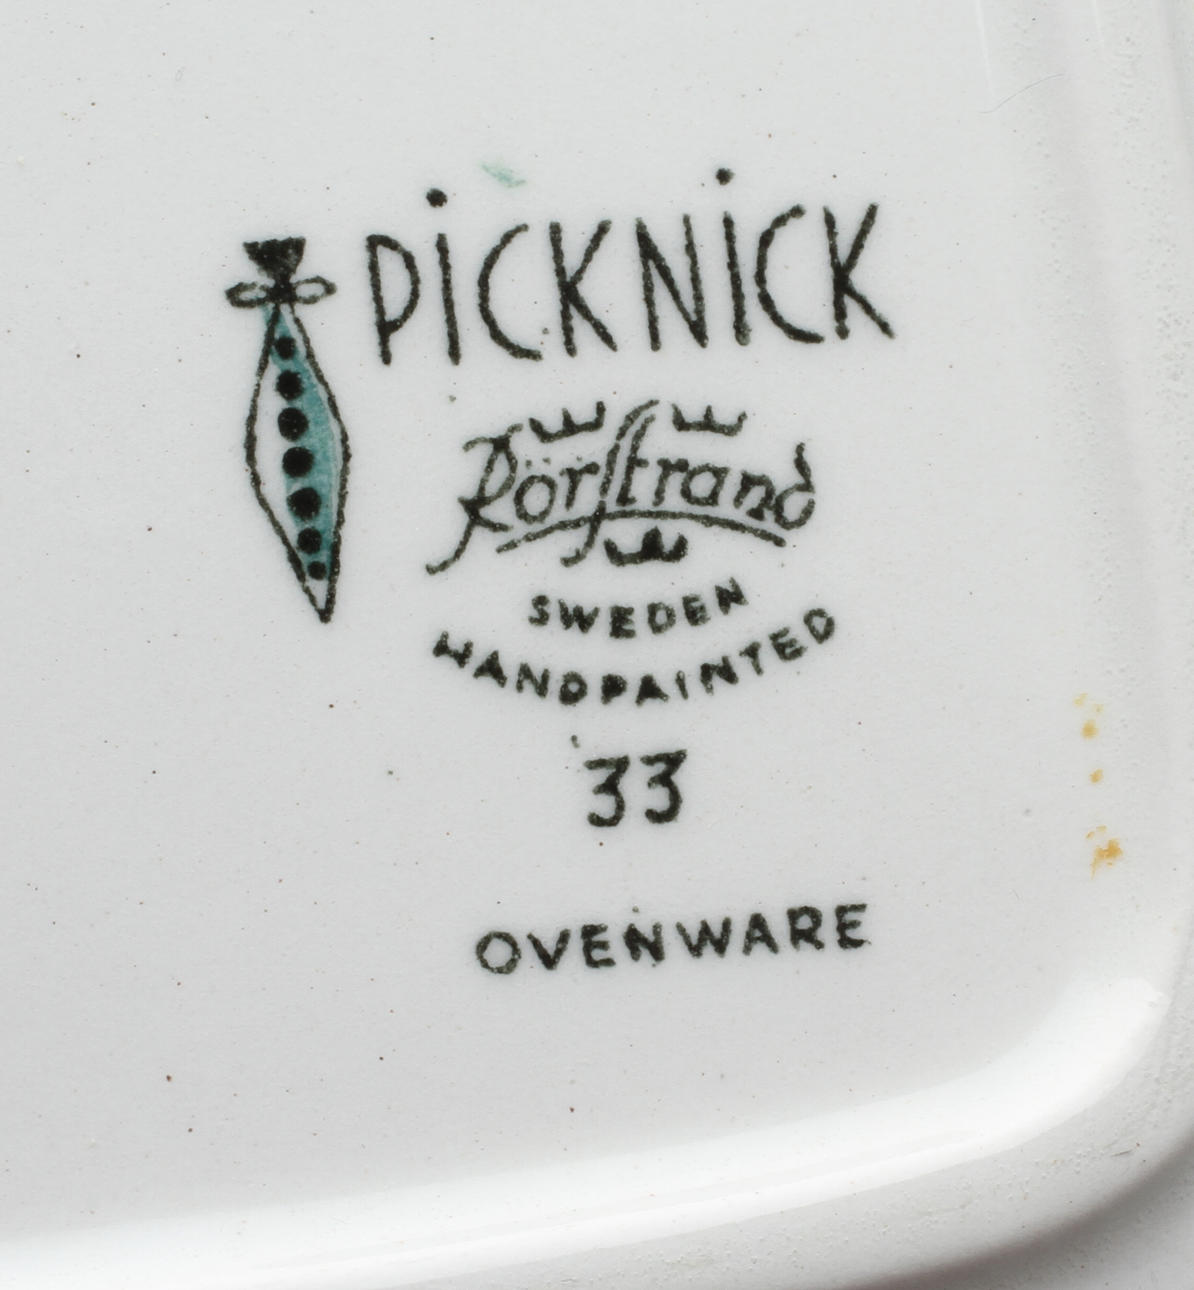 PiCKNiCK
Rörstrand
SWEDEN
HANDPAINTED
33
OVENWARE